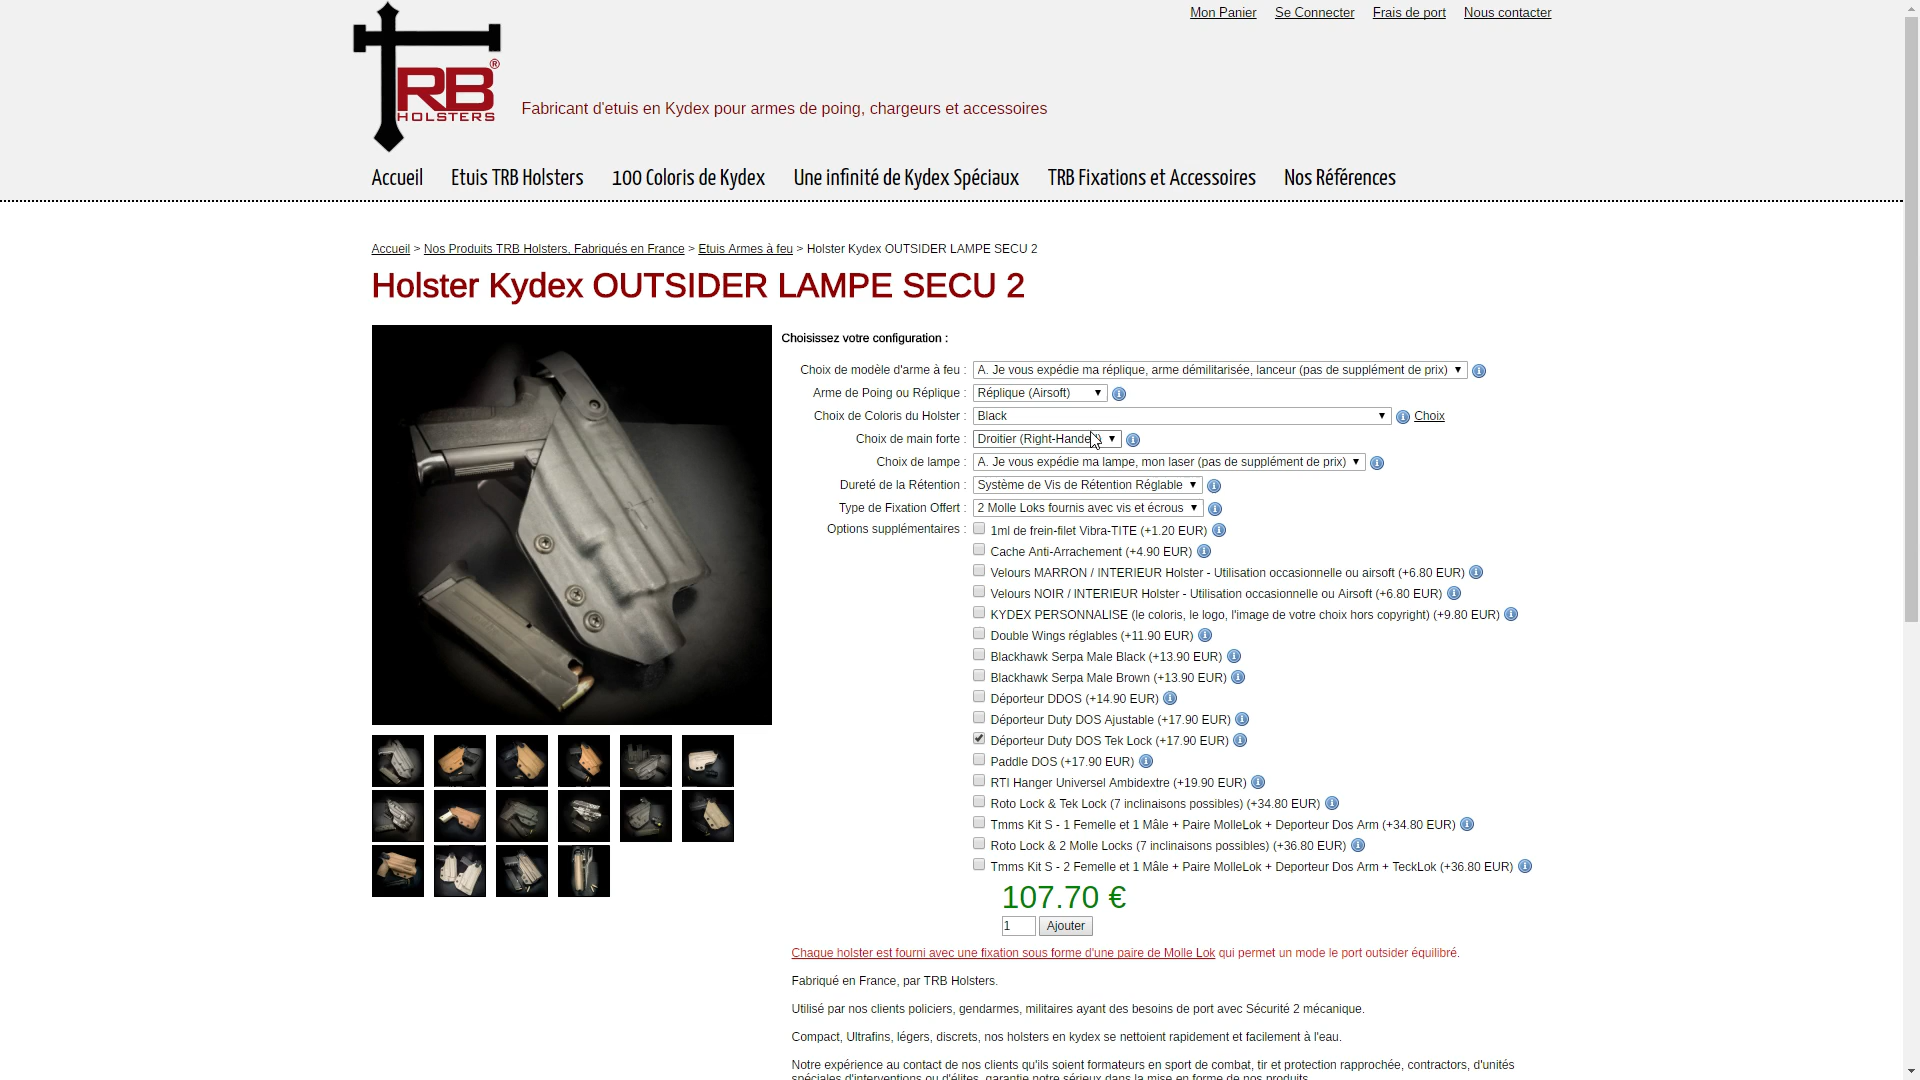 Mon Panier Se Connecter Frais de port Nous contacter
RB®
HOLSTERS
Fabricant d'etuis en Kydex pour armes de poing, chargeurs et accessoires
Accueil Etuis TRB Holsters 100 Coloris de Kydex Une infinité de Kydex Spéciaux TRB Fixations et Accessoires Nos Références
Accueil > Nos Produits TRB Holsters, Fabriqués en France > Etuis Armes à feu > Holster Kydex OUTSIDER LAMPE SECU 2
Holster Kydex OUTSIDER LAMPE SECU 2
Choisissez votre configuration :
Choix de modèle d'arme à feu : A. Je vous expédie ma réplique, arme démilitarisée, lanceur (pas de supplément de prix)
Arme de Poing ou Réplique : Réplique (Airsoft)
Choix de Coloris du Holster : Black Choix
Choix de main forte : Droitier (Right-Handed)
Choix de lampe : A. Je vous expédie ma lampe, mon laser (pas de supplément de prix)
Dureté de la Rétention : Système de Vis de Rétention Réglable
Type de Fixation Offert : 2 Molle Loks fournis avec vis et écrous
Options supplémentaires : 1ml de frein-filet Vibra-TITE (+1.20 EUR)
Cache Anti-Arrachement (+4.90 EUR)
Velours MARRON / INTERIEUR Holster - Utilisation occasionnelle ou airsoft (+6.80 EUR)
Velours NOIR / INTERIEUR Holster - Utilisation occasionnelle ou Airsoft (+6.80 EUR)
KYDEX PERSONNALISE (le coloris, le logo, l'image de votre choix hors copyright) (+9.80 EUR)
Double Wings réglables (+11.90 EUR)
Blackhawk Serpa Male Black (+13.90 EUR)
Blackhawk Serpa Male Brown (+13.90 EUR)
Déporteur DDOS (+14.90 EUR)
Déporteur Duty DOS Ajustable (+17.90 EUR)
Déporteur Duty DOS Tek Lock (+17.90 EUR)
Paddle DOS (+17.90 EUR)
RTI Hanger Universel Ambidextre (+19.90 EUR)
Roto Lock & Tek Lock (7 inclinaisons possibles) (+34.80 EUR)
Tmms Kit S - 1 Femelle et 1 Mâle + Paire MolleLok + Deporteur Dos Arm (+34.80 EUR)
Roto Lock & 2 Molle Locks (7 inclinaisons possibles) (+36.80 EUR)
Tmms Kit S - 2 Femelle et 1 Mâle + Paire MolleLok + Deporteur Dos Arm + TeckLok (+36.80 EUR)
107.70 €
1 Ajouter
Chaque holster est fourni avec une fixation sous forme d'une paire de Molle Lok qui permet un mode le port outsider équilibré.
Fabriqué en France, par TRB Holsters.
Utilisé par nos clients policiers, gendarmes, militaires ayant des besoins de port avec Sécurité 2 mécanique.
Compact, Ultrafins, légers, discrets, nos holsters en kydex se nettoient rapidement et facilement à l'eau.
Notre expérience au contact de nos clients qu'ils soient formateurs en sport de combat, tir et protection rapprochée, contractors, d'unités
spéciales d'interventions ou d'élites, garantie notre sérieux dans la mise en forme de nos produits.